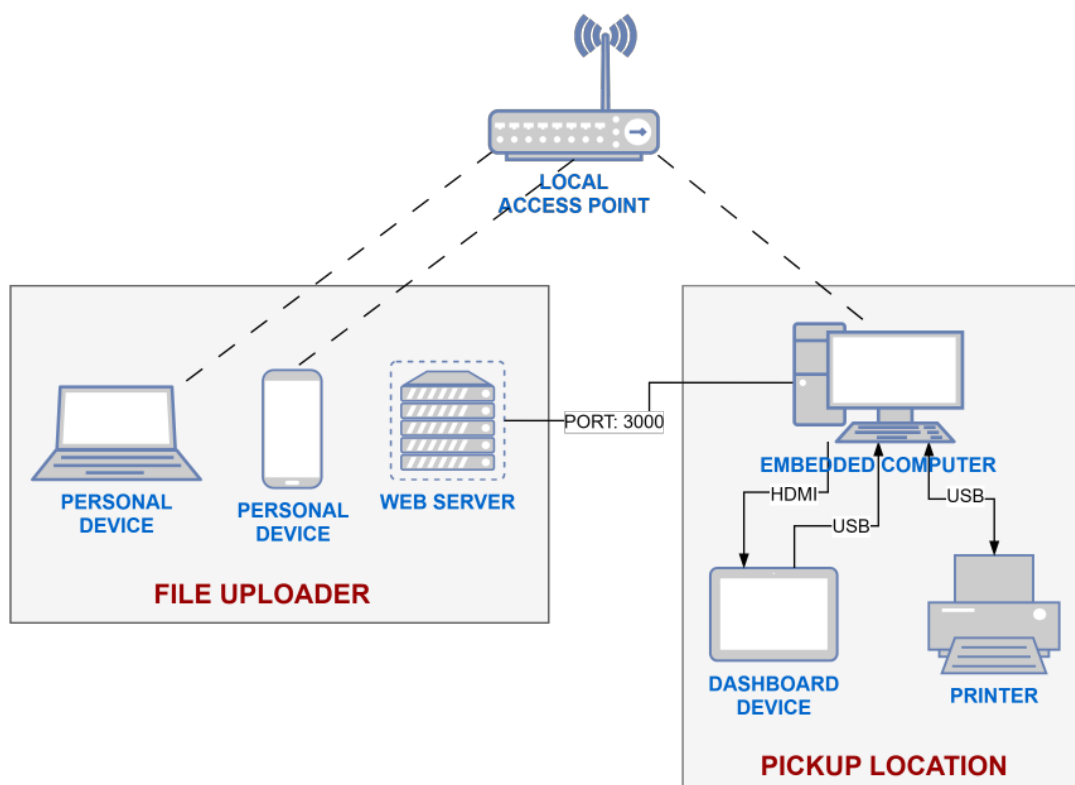 LOCAL
ACCESS POINT
PORT: 3000
EMBEDDED COMPUTER
PERSONAL
DEVICE
PERSONAL
DEVICE
WEB SERVER
HDMI
USB
USB
FILE UPLOADER
DASHBOARD
DEVICE
PRINTER
PICKUP LOCATION